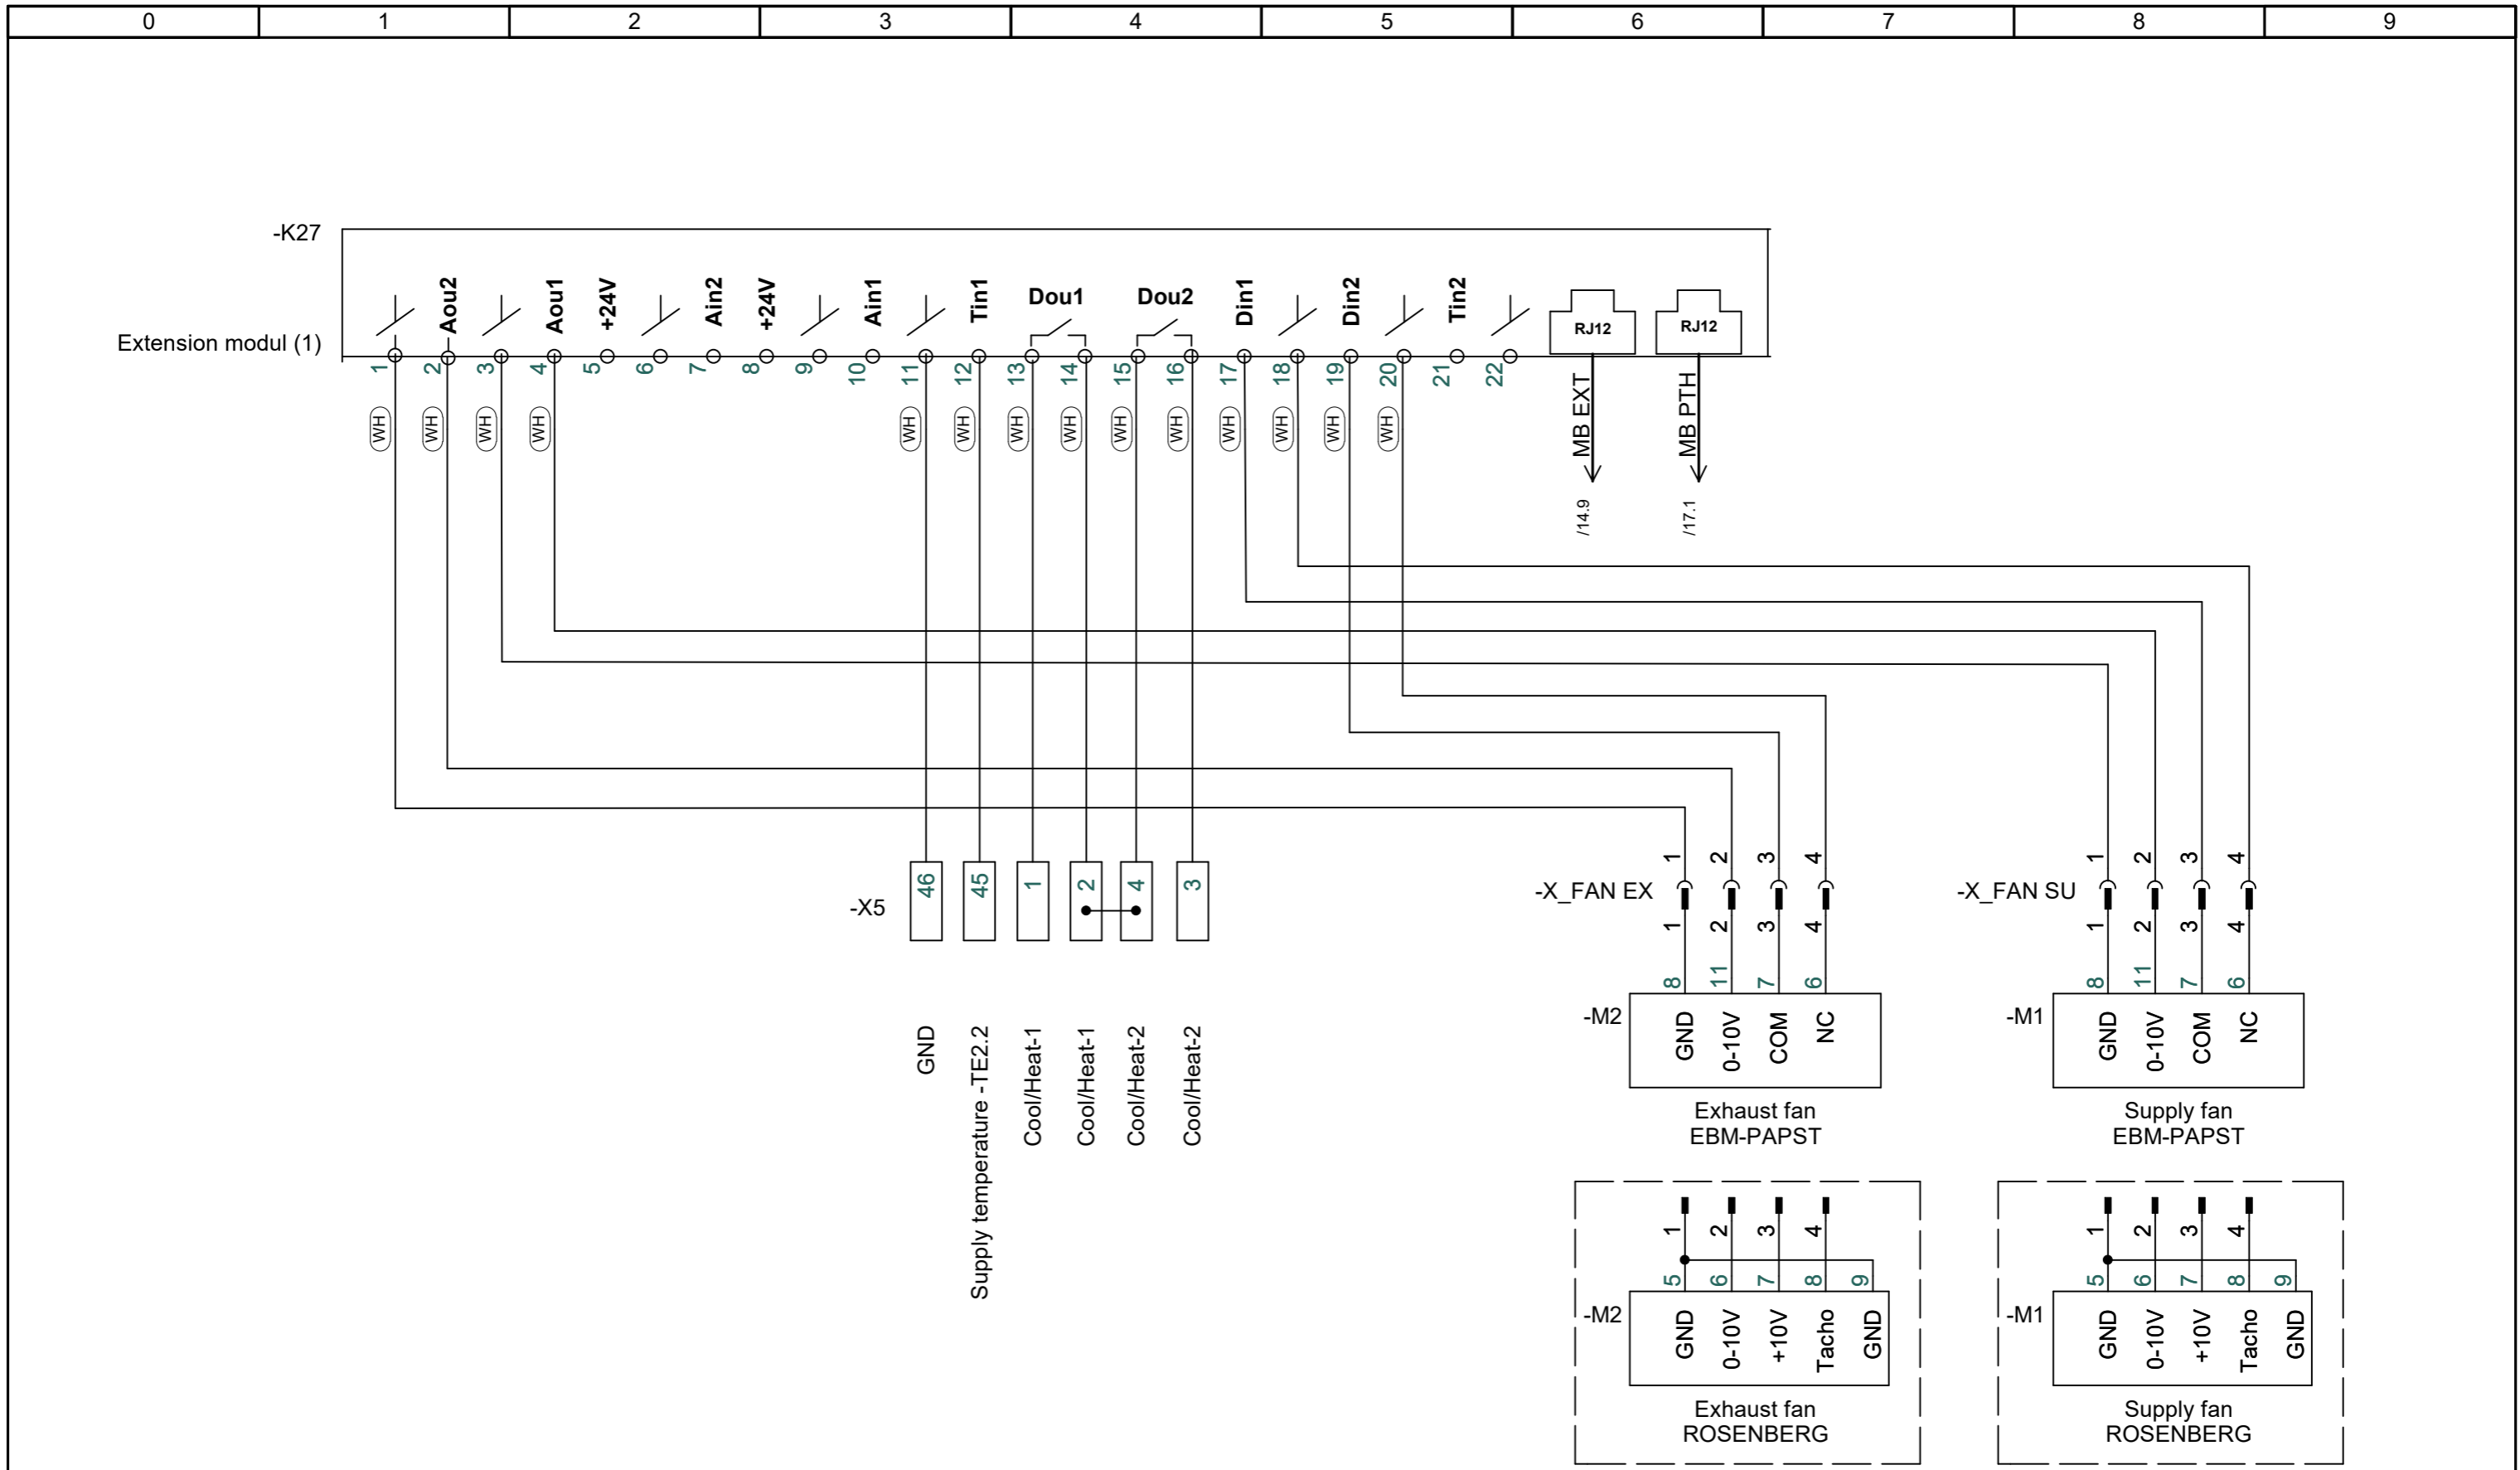 0 1 2 3 4 5 6 7 8 9
-K27
Aou2 Aou1 +24V Ain2 +24V Ain1 Tin1 Dou1 Dou2 Din1 Din2 Tin2 RJ12 RJ12
Extension modul (1)
1 2 3 4 5 6 7 8 9 10 11 12 13 14 15 16 17 18 19 20 21 22
WH WH WH WH WH WH WH WH WH WH WH WH WH WH
MB EXT MB PTH
/14.9 /17.1
-X5
46 45 1 2 4 3
GND
Supply temperature -TE2.2
Cool/Heat-1
Cool/Heat-1
Cool/Heat-2
Cool/Heat-2
1 2 3 4
-X_FAN EX
1 2 3 4
8 11 7 6
-M2
GND 0-10V COM NC
Exhaust fan
EBM-PAPST
1 2 3 4
-X_FAN SU
1 2 3 4
8 11 7 6
-M1
GND 0-10V COM NC
Supply fan
EBM-PAPST
1 2 3 4
5 6 7 8 9
-M2
GND 0-10V +10V Tacho GND
Exhaust fan
ROSENBERG
1 2 3 4
5 6 7 8 9
-M1
GND 0-10V +10V Tacho GND
Supply fan
ROSENBERG